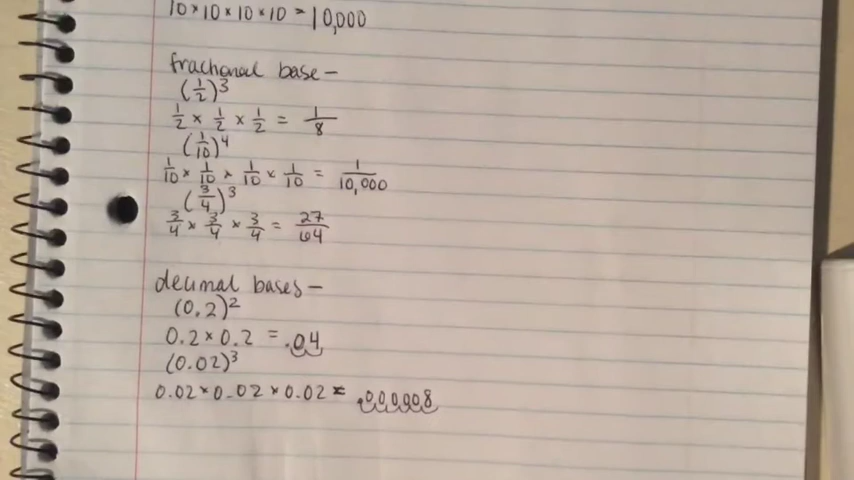 10 × 10 × 10 × 10 = 10,000
fractional base -
(1/2)^3
1/2 × 1/2 × 1/2 = 1/8
(1/10)^4
1/10 × 1/10 × 1/10 × 1/10 = 1/10,000
(3/4)^3
3/4 × 3/4 × 3/4 = 27/64
decimal bases -
(0.2)^2
0.2 × 0.2 = .04
(0.02)^3
0.02 × 0.02 × 0.02 = .000008